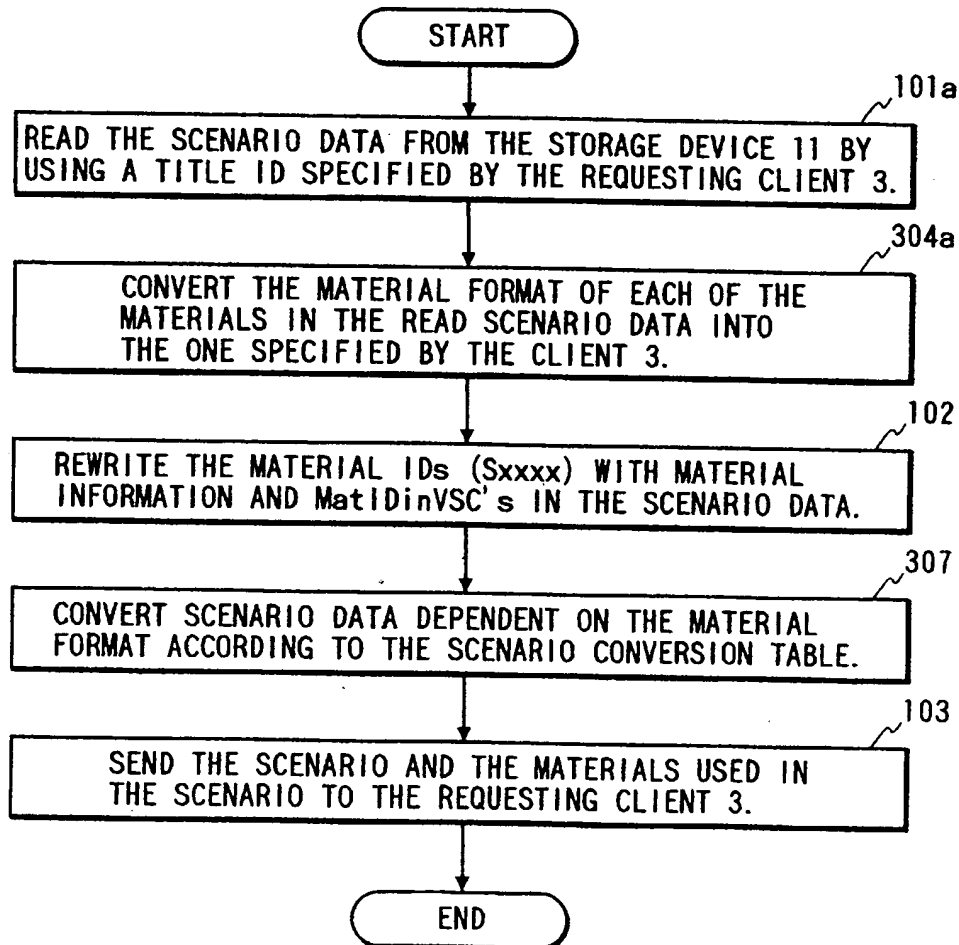 START
101a
READ THE SCENARIO DATA FROM THE STORAGE DEVICE 11 BY
USING A TITLE ID SPECIFIED BY THE REQUESTING CLIENT 3.
304a
CONVERT THE MATERIAL FORMAT OF EACH OF THE
MATERIALS IN THE READ SCENARIO DATA INTO
THE ONE SPECIFIED BY THE CLIENT 3.
102
REWRITE THE MATERIAL IDs (Sxxxx) WITH MATERIAL
INFORMATION AND MatIDinVSC's IN THE SCENARIO DATA.
307
CONVERT SCENARIO DATA DEPENDENT ON THE MATERIAL
FORMAT ACCORDING TO THE SCENARIO CONVERSION TABLE.
103
SEND THE SCENARIO AND THE MATERIALS USED IN
THE SCENARIO TO THE REQUESTING CLIENT 3.
END